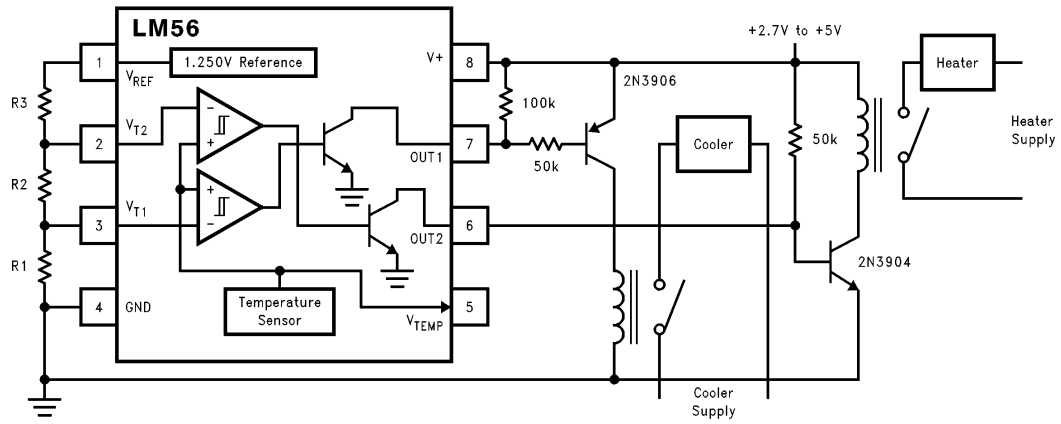 LM56
+2.7V to +5V
1
VREF
1.250V Reference
V+
8
2N3906
Heater
R3
100k
Heater
Supply
2
VT2
−
+
7
OUT1
50k
Cooler
50k
R2
3
VT1
+
−
6
OUT2
2N3904
R1
4
GND
Temperature
Sensor
5
VTEMP
Cooler
Supply